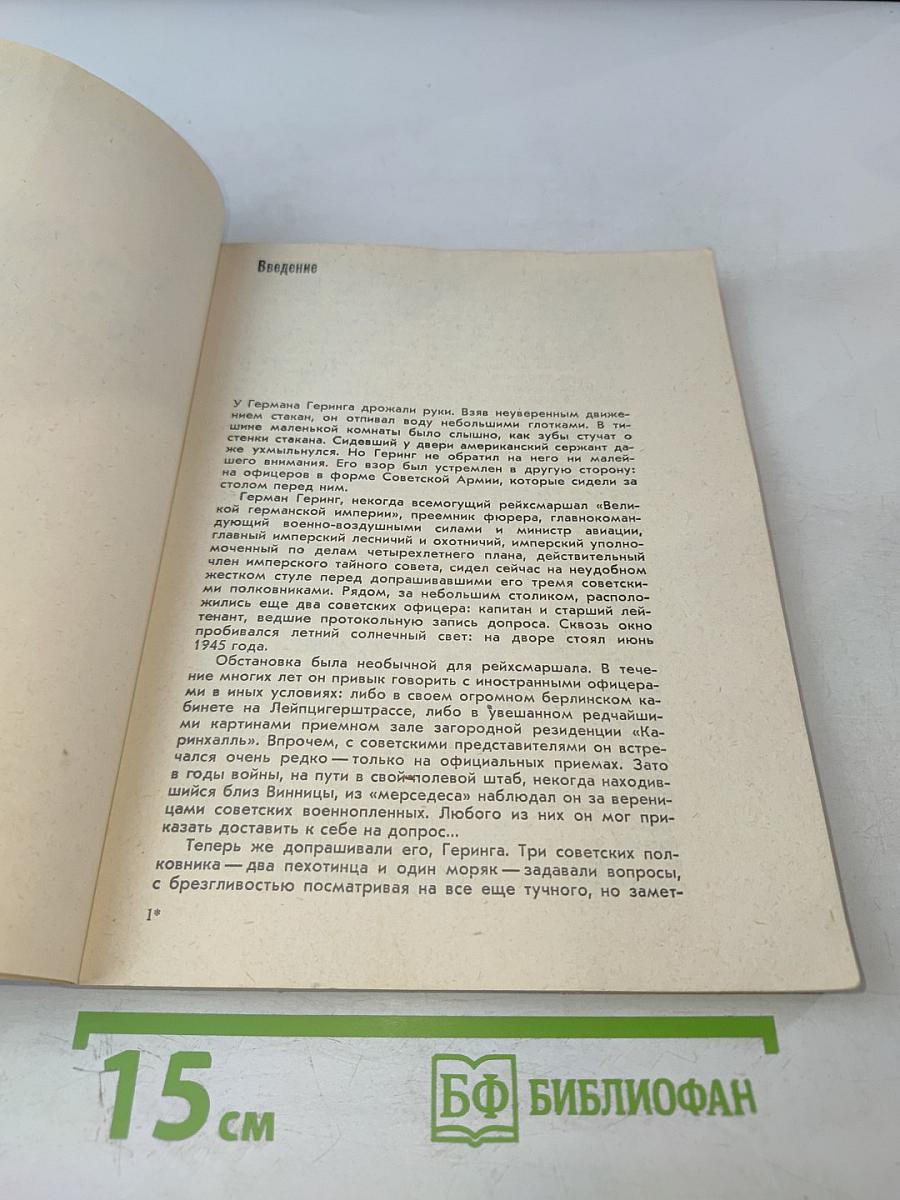 Введение
У Германа Геринга дрожали руки. Взяв неуверенным движе-
нием стакан, он отпивал воду небольшими глотками. В ти-
шине маленькой комнаты было слышно, как зубы стучат о
стенки стакана. Сидевший у двери американский сержант да-
же ухмыльнулся. Но Геринг не обратил на него ни малей-
шего внимания. Его взор был устремлен в другую сторону:
на офицеров в форме Советской Армии, которые сидели за
столом перед ним.
Герман Геринг, некогда всемогущий рейхсмаршал «Вели-
кой германской империи», преемник фюрера, главнокоман-
дующий военно-воздушными силами и министр авиации,
главный имперский лесничий и охотничий, имперский уполно-
моченный по делам четырехлетнего плана, действительный
член имперского тайного совета, сидел сейчас на неудобном
жестком стуле перед допрашивавшими его тремя советски-
ми полковниками. Рядом, за небольшим столиком, располо-
жились еще два советских офицера: капитан и старший лей-
тенант, ведшие протокольную запись допроса. Сквозь окно
пробивался летний солнечный свет: на дворе стоял июнь
1945 года.
Обстановка была необычной для рейхсмаршала. В тече-
ние многих лет он привык говорить с иностранными офицера-
ми в иных условиях: либо в своем огромном берлинском ка-
бинете на Лейпцигерштрассе, либо в увешанном редчайши-
ми картинами приемном зале загородной резиденции «Ка-
ринхалль». Впрочем, с советскими представителями он встре-
чался очень редко — только на официальных приемах. Зато
в годы войны, на пути в свой полевой штаб, некогда находив-
шийся близ Винницы, из «мерседеса» наблюдал он за верени-
цами советских военнопленных. Любого из них он мог при-
казать доставить к себе на допрос...
Теперь же допрашивали его, Геринга. Три советских пол-
ковника — два пехотинца и один моряк — задавали вопросы,
с брезгливостью посматривая на все еще тучного, но замет-
1*
15 см
БФ БИБЛИОФАН